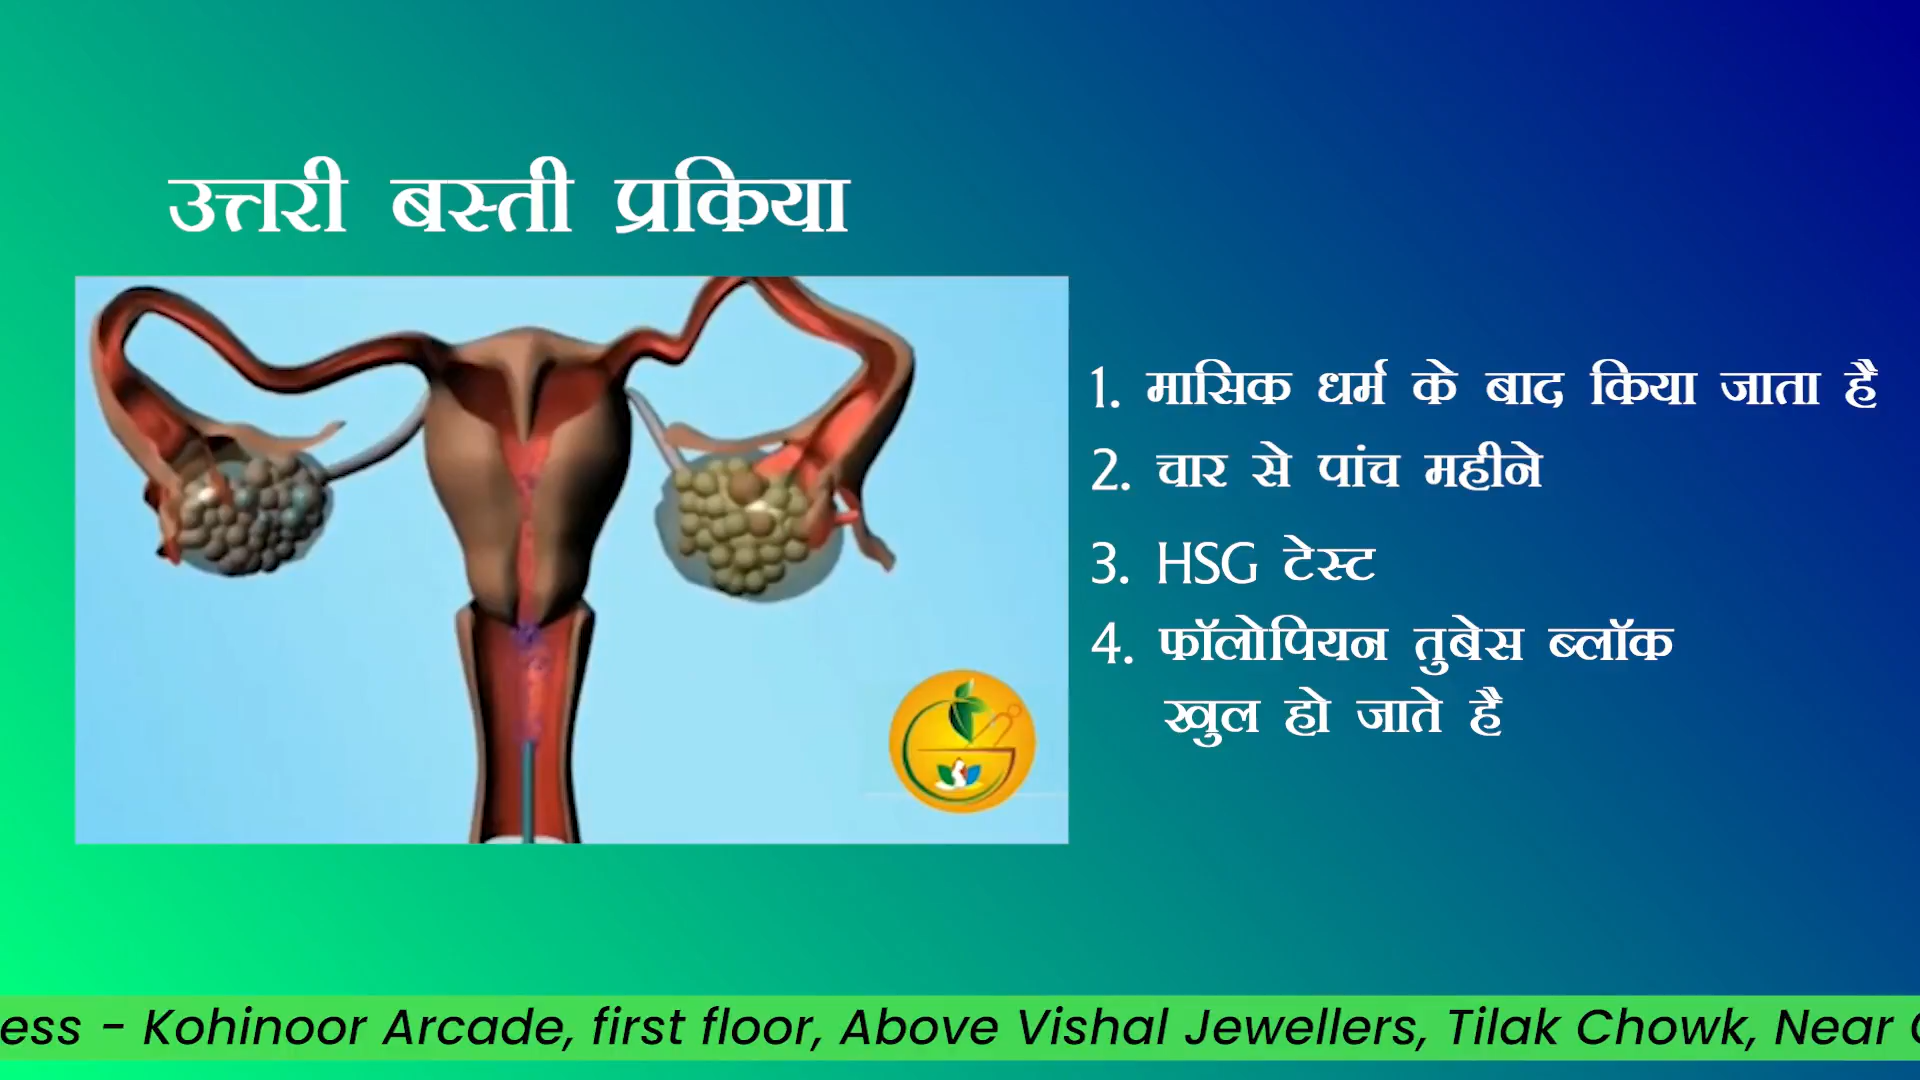 उत्तरी बस्ती प्रकिया
1. मासिक धर्म के बाद किया जाता है
2. चार से पांच महीने
3. HSG टेस्ट
4. फॉलोपियन तुबेस ब्लॉक
खुल हो जाते है
ess - Kohinoor Arcade, first floor, Above Vishal Jewellers, Tilak Chowk, Near